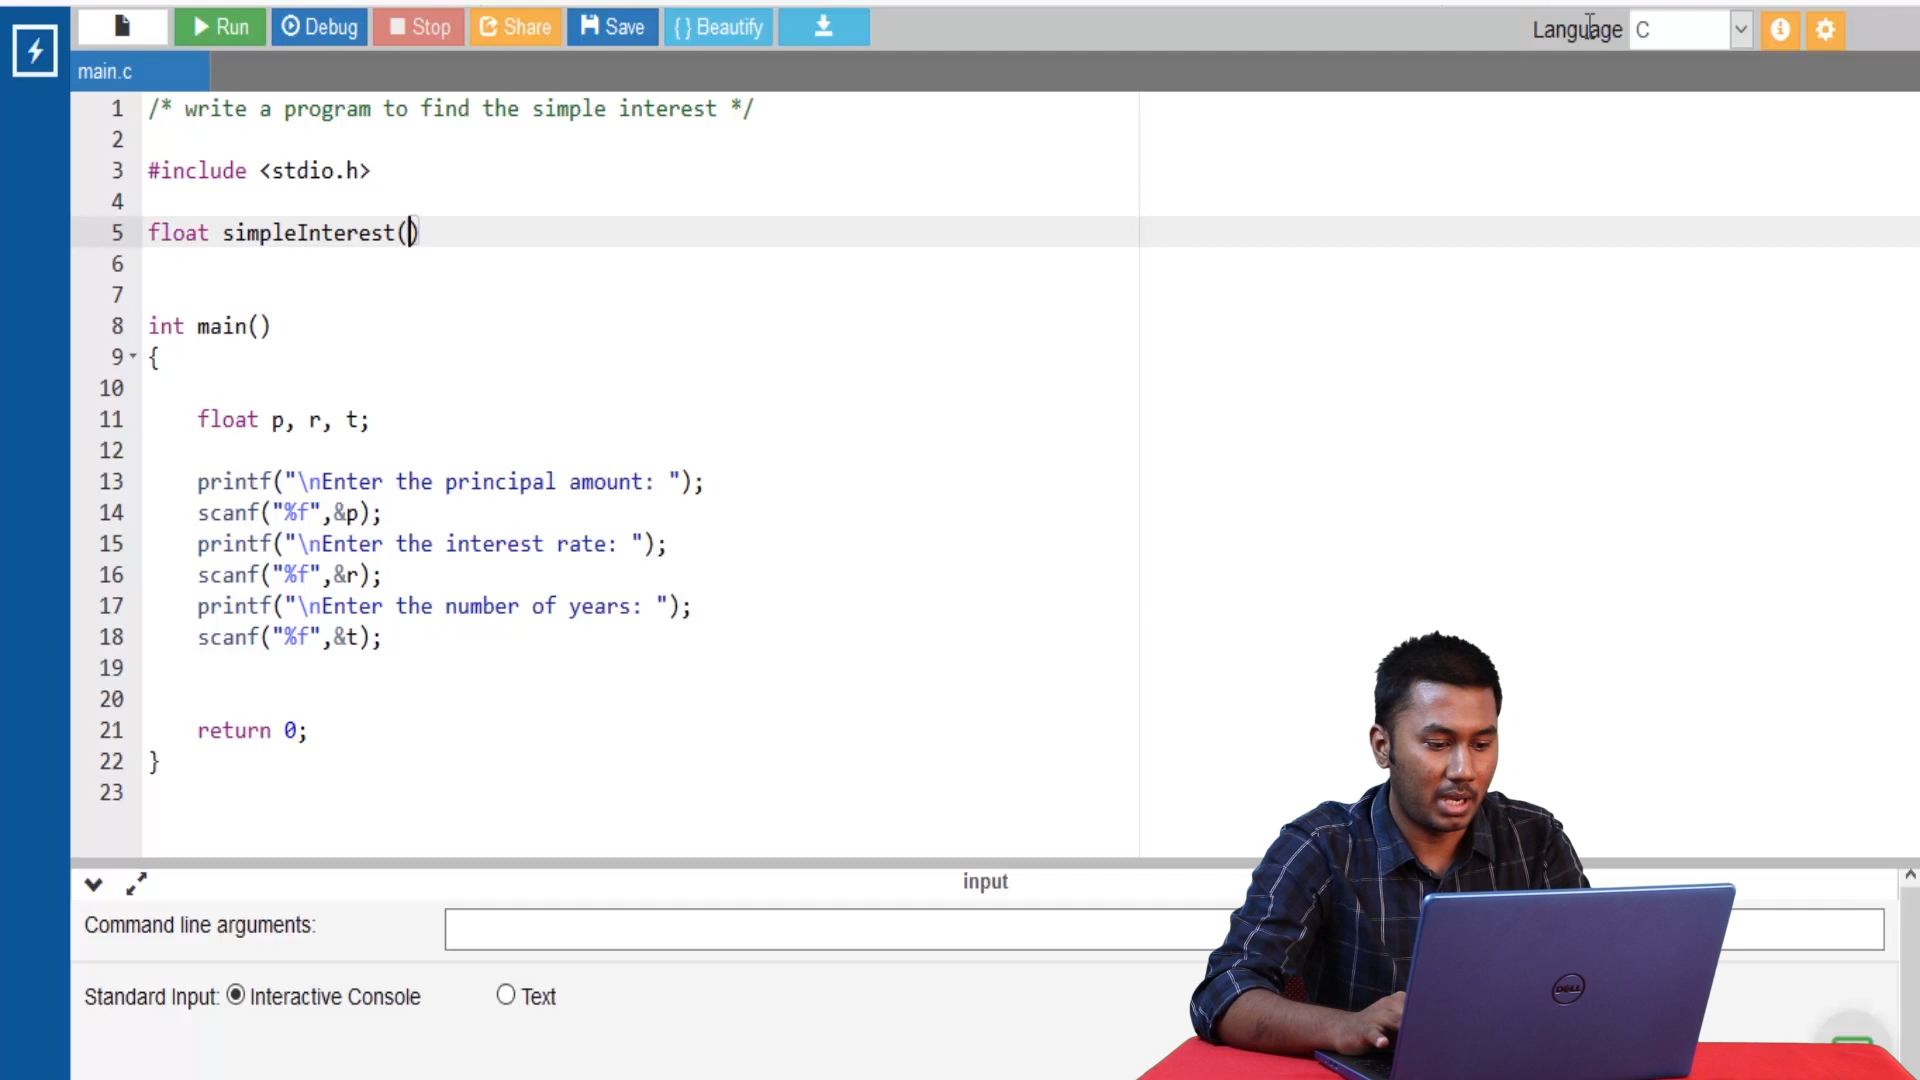 Run Debug Stop Share Save {} Beautify Language C
main.c
1 /* write a program to find the simple interest */
2
3 #include <stdio.h>
4
5 float simpleInterest()
6
7
8 int main()
9 {
10
11 float p, r, t;
12
13 printf("\nEnter the principal amount: ");
14 scanf("%f",&p);
15 printf("\nEnter the interest rate: ");
16 scanf("%f",&r);
17 printf("\nEnter the number of years: ");
18 scanf("%f",&t);
19
20
21 return 0;
22 }
23
input
Command line arguments:
Standard Input: Interactive Console Text
DELL